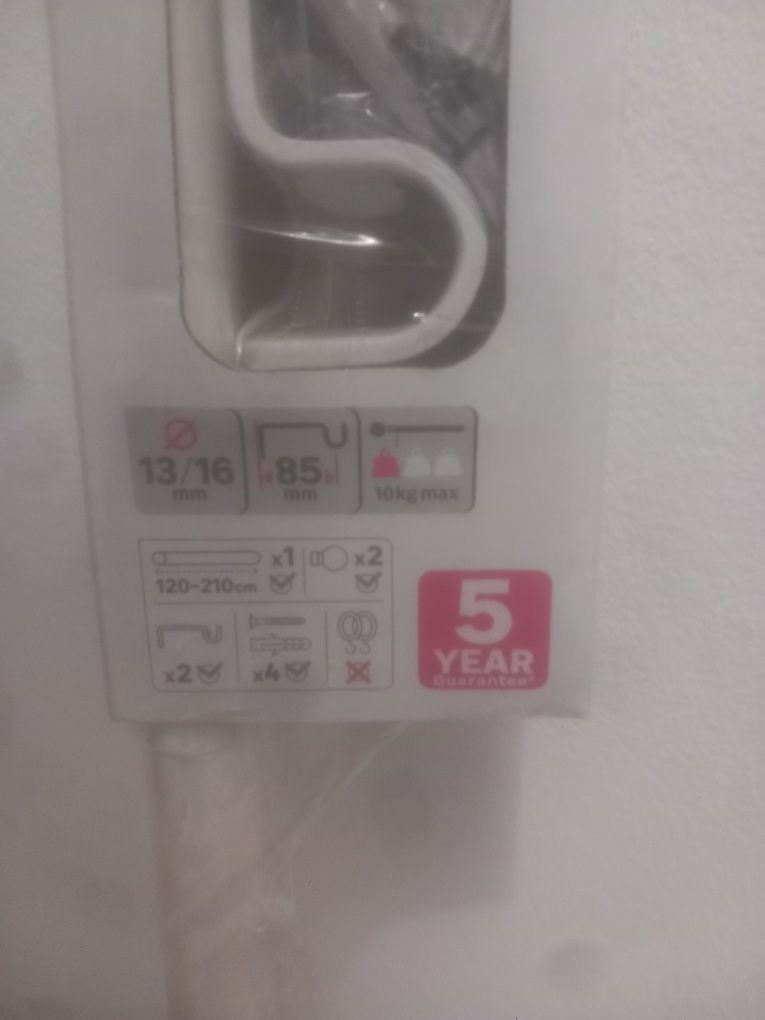 13/16
mm
85
mm
10kg max
x1
x2
120-210cm
x2
x4
5
YEAR
Guarantee*